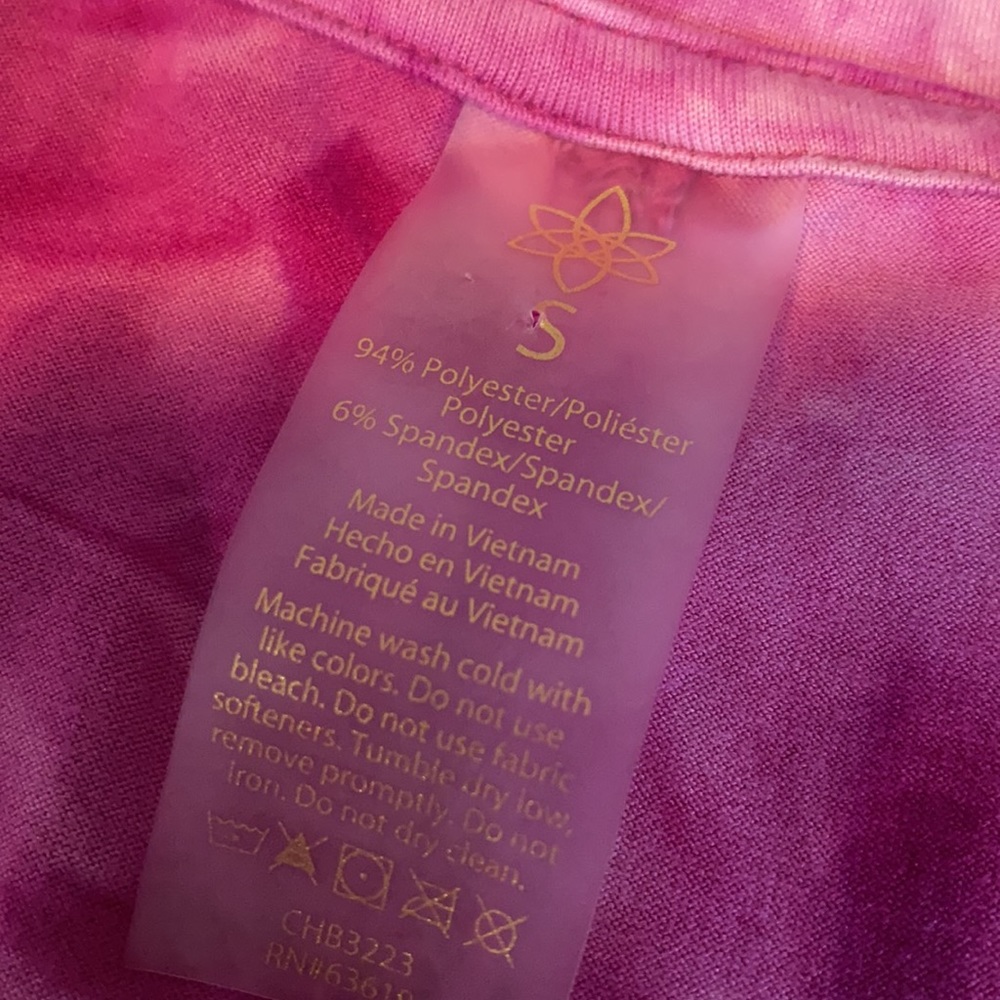 S
94% Polyester/Poliéster
Polyester
6% Spandex/Spandex/
Spandex
Made in Vietnam
Hecho en Vietnam
Fabriqué au Vietnam
Machine wash cold with
like colors. Do not use
bleach. Do not use fabric
softeners. Tumble dry low,
remove promptly. Do not
iron. Do not dry clean.
CHB3223